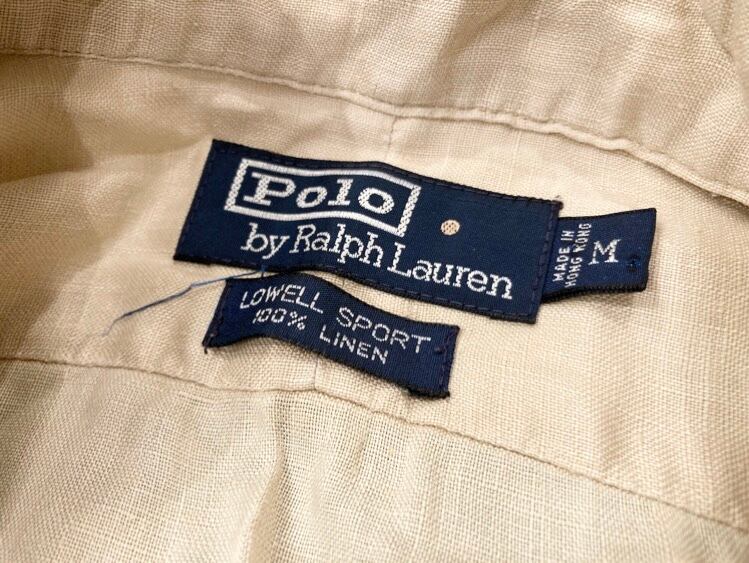 Polo
by Ralph Lauren
MADE IN
HONG KONG
M
LOWELL SPORT
100% LINEN